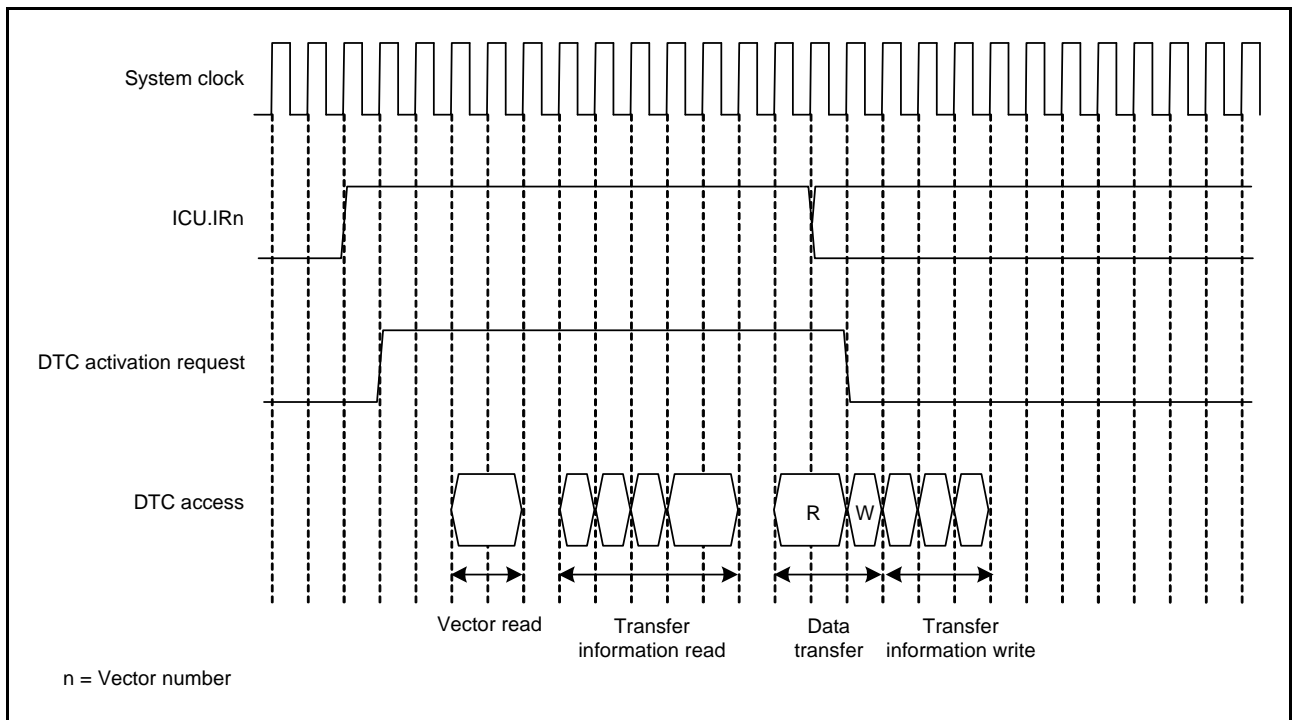 System clock
ICU.IRn
DTC activation request
DTC access
R
W
Vector read
Transfer
information read
Data
transfer
Transfer
information write
n = Vector number